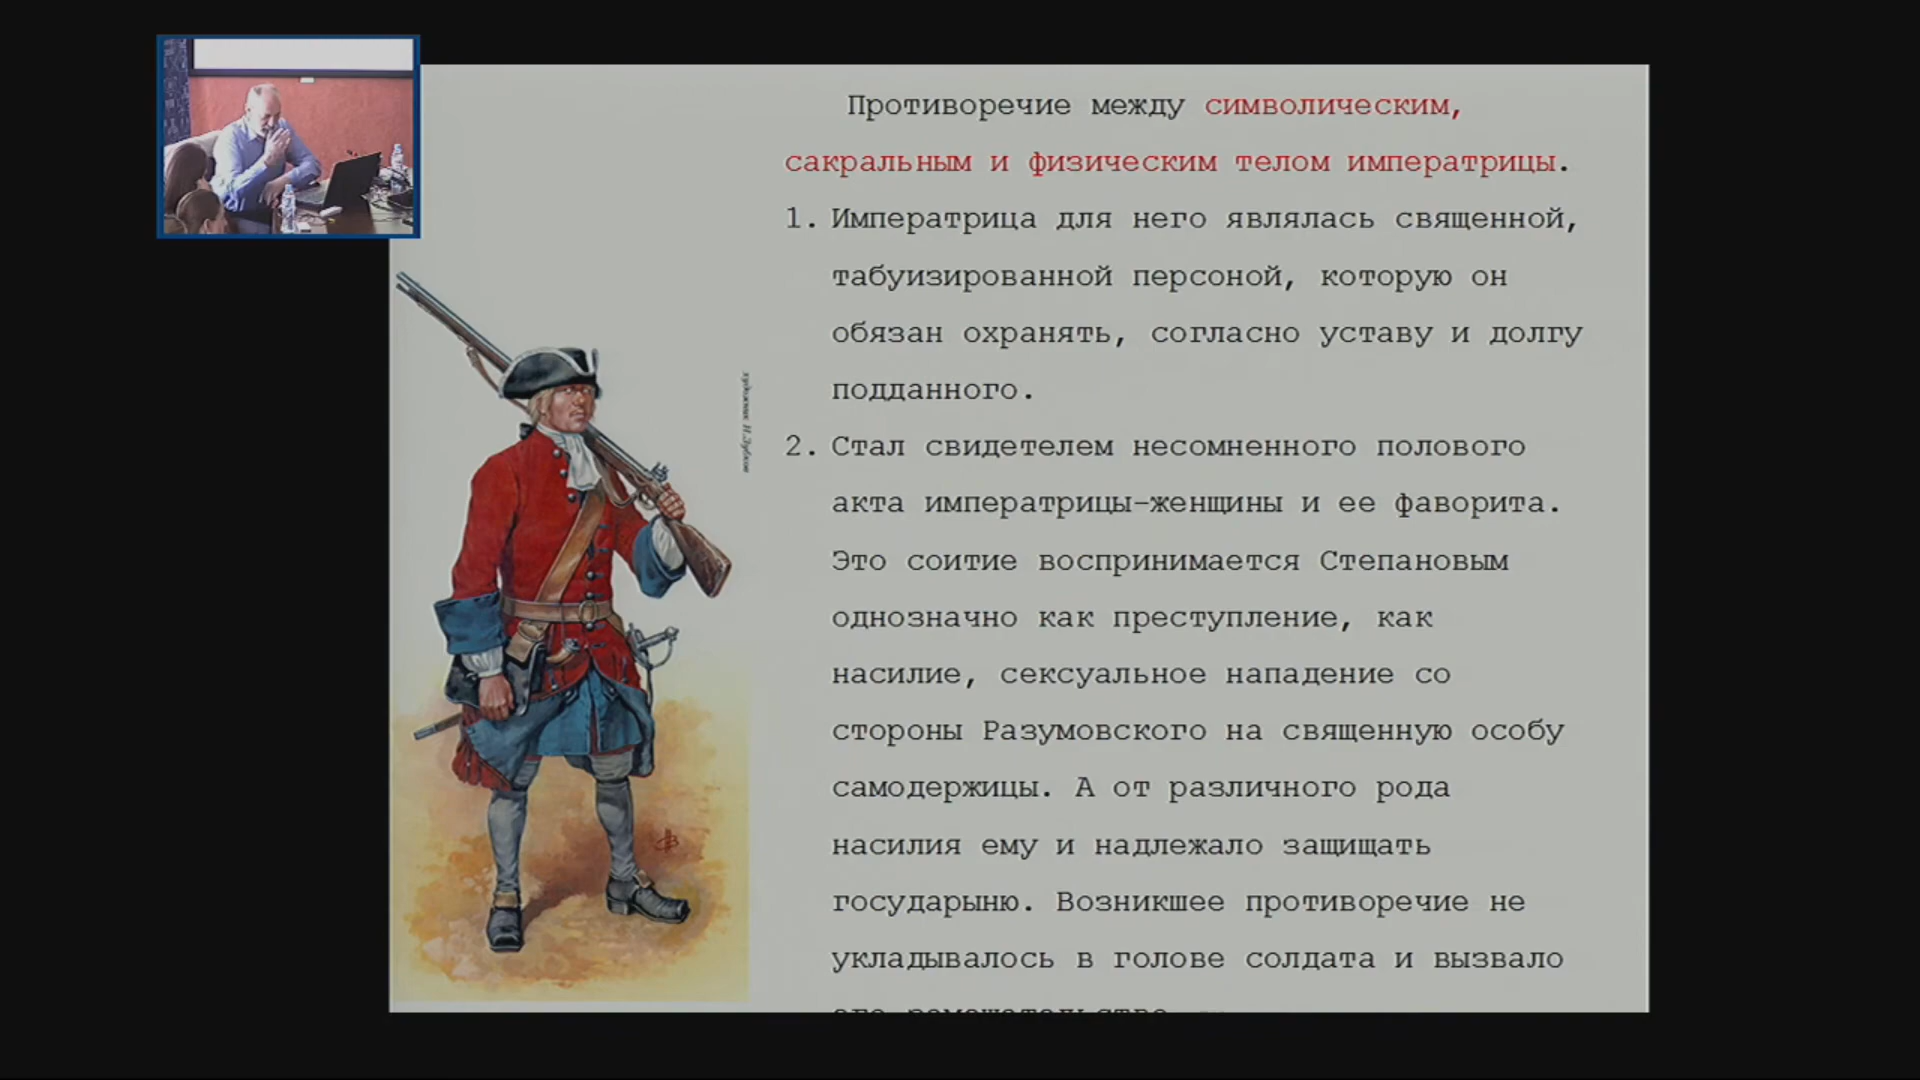 Противоречие между символическим,
сакральным и физическим телом императрицы.
1. Императрица для него являлась священной,
табуизированной персоной, которую он
обязан охранять, согласно уставу и долгу
подданного.
2. Стал свидетелем несомненного полового
акта императрицы-женщины и ее фаворита.
Это соитие воспринимается Степановым
однозначно как преступление, как
насилие, сексуальное нападение со
стороны Разумовского на священную особу
самодержицы. А от различного рода
насилия ему и надлежало защищать
государыню. Возникшее противоречие не
укладывалось в голове солдата и вызвало